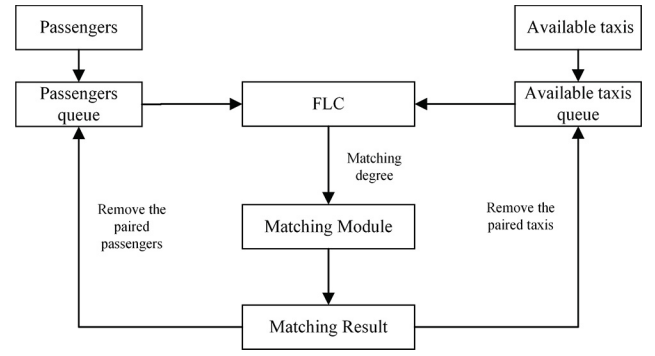 Passengers
Available taxis
Passengers
queue
FLC
Available taxis
queue
Matching
degree
Remove the
paired
passengers
Matching Module
Remove the
paired taxis
Matching Result